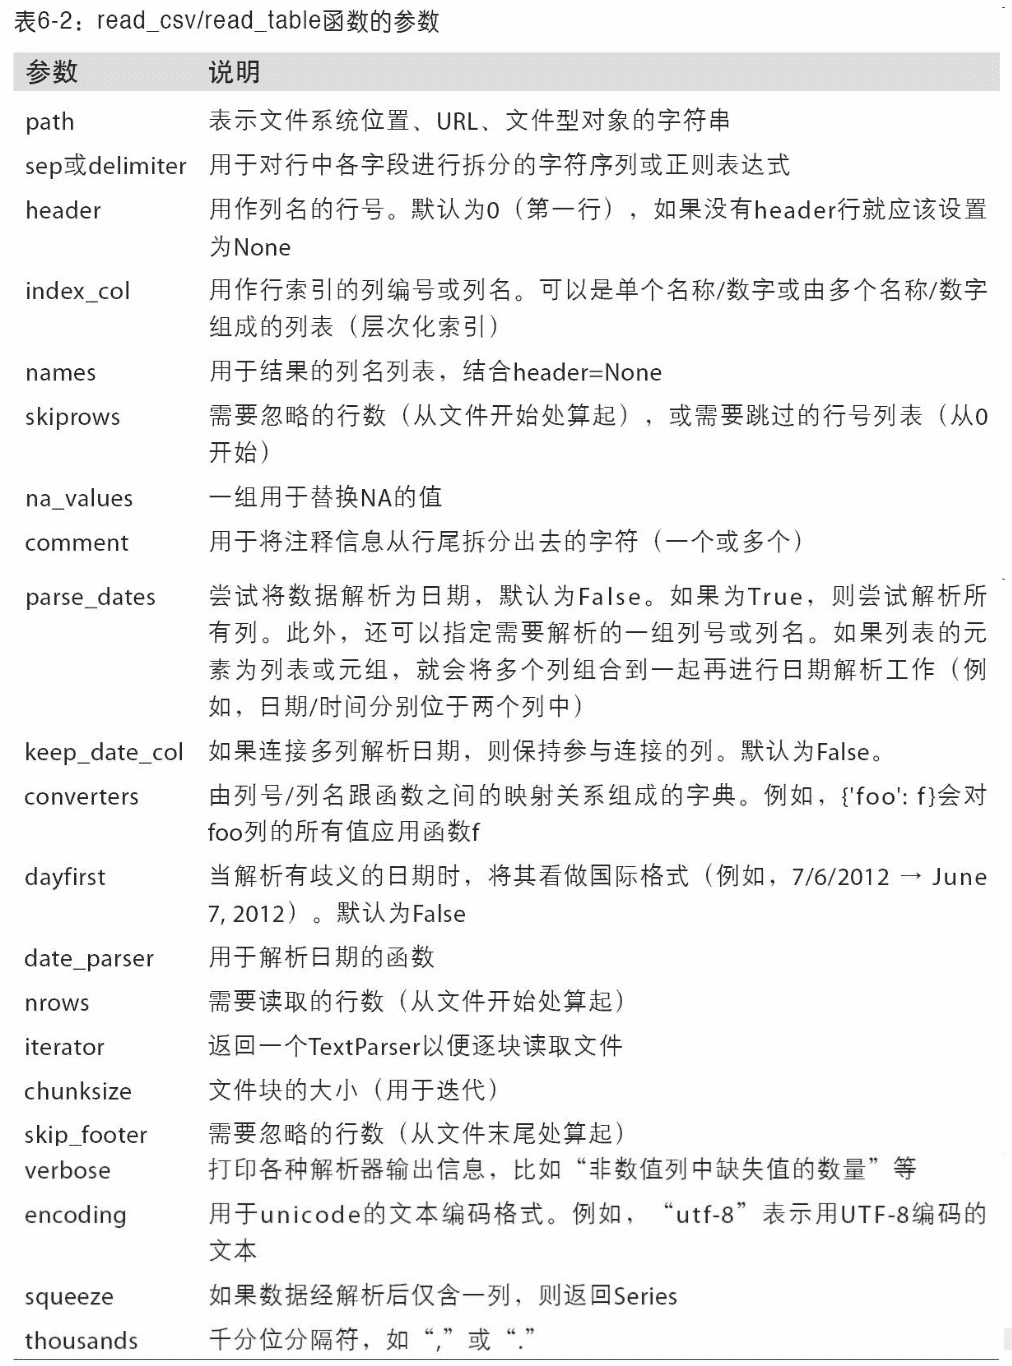 表6-2：read_csv/read_table函数的参数
参数 说明
path 表示文件系统位置、URL、文件型对象的字符串
sep或delimiter 用于对行中各字段进行拆分的字符序列或正则表达式
header 用作列名的行号。默认为0（第一行），如果没有header行就应该设置
为None
index_col 用作行索引的列编号或列名。可以是单个名称/数字或由多个名称/数字
组成的列表（层次化索引）
names 用于结果的列名列表，结合header=None
skiprows 需要忽略的行数（从文件开始处算起），或需要跳过的行号列表（从0
开始）
na_values 一组用于替换NA的值
comment 用于将注释信息从行尾拆分出去的字符（一个或多个）
parse_dates 尝试将数据解析为日期，默认为False。如果为True，则尝试解析所
有列。此外，还可以指定需要解析的一组列号或列名。如果列表的元
素为列表或元组，就会将多个列组合到一起再进行日期解析工作（例
如，日期/时间分别位于两个列中）
keep_date_col 如果连接多列解析日期，则保持参与连接的列。默认为False。
converters 由列号/列名跟函数之间的映射关系组成的字典。例如，{'foo': f}会对
foo列的所有值应用函数f
dayfirst 当解析有歧义的日期时，将其看做国际格式（例如，7/6/2012 → June
7, 2012）。默认为False
date_parser 用于解析日期的函数
nrows 需要读取的行数（从文件开始处算起）
iterator 返回一个TextParser以便逐块读取文件
chunksize 文件块的大小（用于迭代）
skip_footer 需要忽略的行数（从文件末尾处算起）
verbose 打印各种解析器输出信息，比如“非数值列中缺失值的数量”等
encoding 用于unicode的文本编码格式。例如，“utf-8”表示用UTF-8编码的
文本
squeeze 如果数据经解析后仅含一列，则返回Series
thousands 千分位分隔符，如“,”或“.”